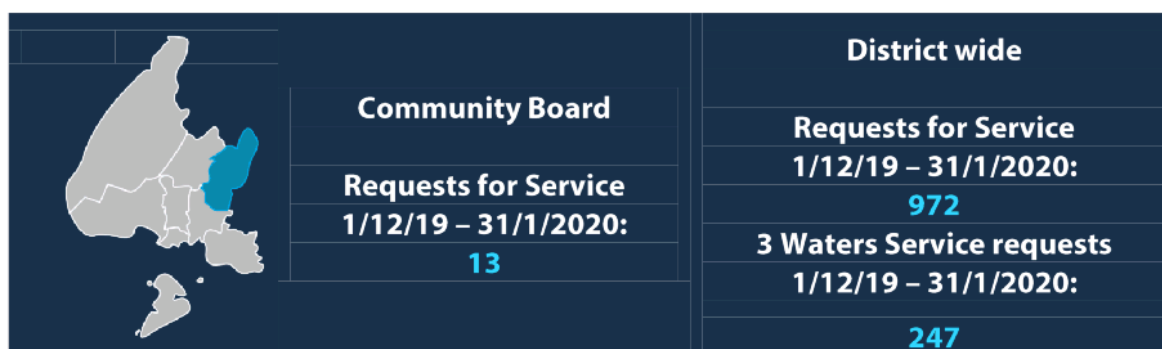 Community Board
Requests for Service
1/12/19 – 31/1/2020:
13
District wide
Requests for Service
1/12/19 – 31/1/2020:
972
3 Waters Service requests
1/12/19 – 31/1/2020:
247